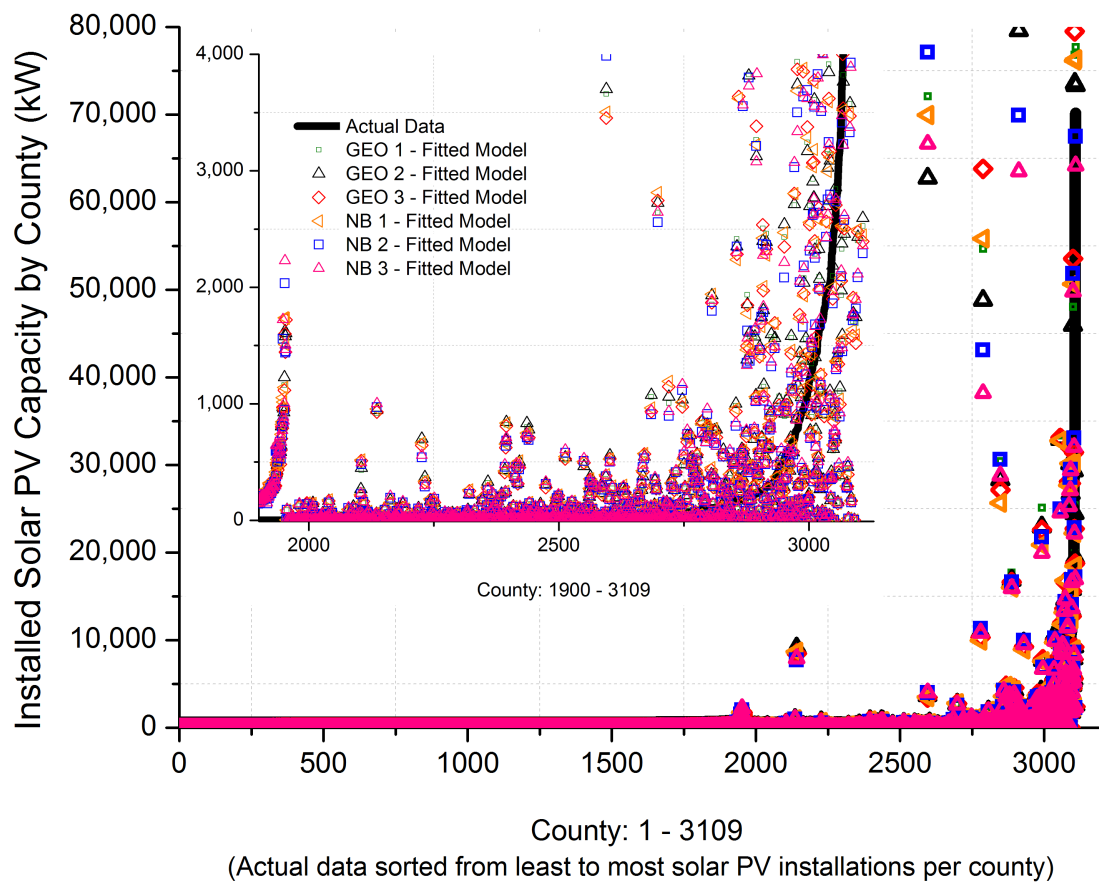 Installed Solar PV Capacity by County (kW)
80,000
70,000
60,000
50,000
40,000
30,000
20,000
10,000
0
4,000
3,000
2,000
1,000
0
Actual Data
GEO 1 - Fitted Model
GEO 2 - Fitted Model
GEO 3 - Fitted Model
NB 1 - Fitted Model
NB 2 - Fitted Model
NB 3 - Fitted Model
2000 2500 3000
County: 1900 - 3109
0 500 1000 1500 2000 2500 3000
County: 1 - 3109
(Actual data sorted from least to most solar PV installations per county)